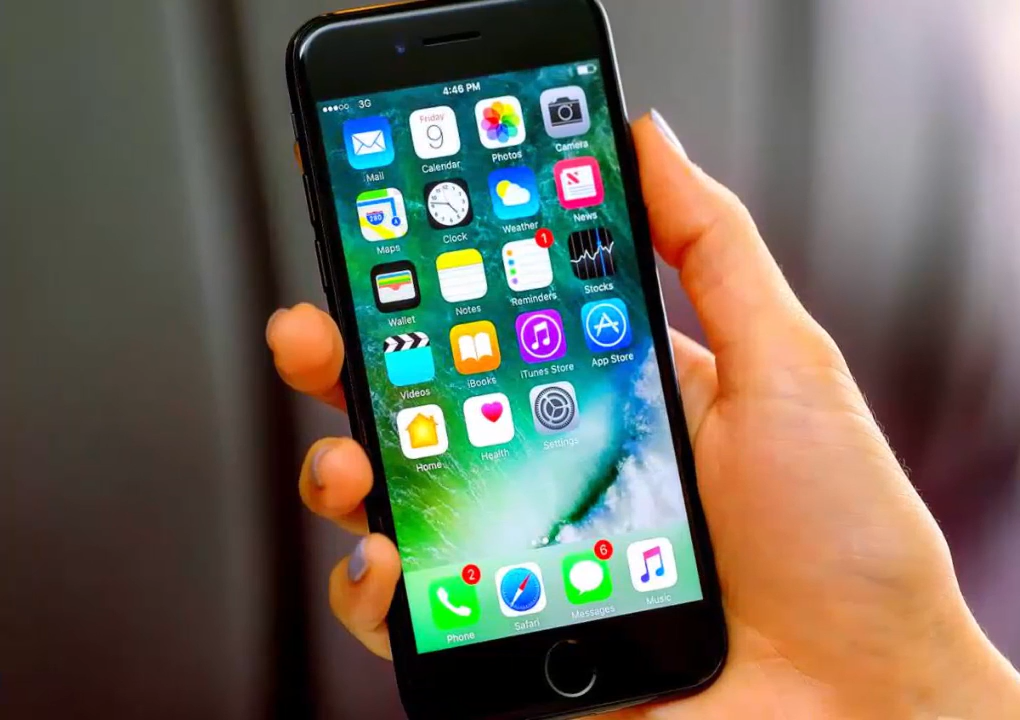 3G 4:46 PM
Friday
9
Mail Calendar Photos Camera
280
Maps Clock Weather News
1
Wallet Notes Reminders Stocks
Videos iBooks iTunes Store App Store
Home Health Settings
2 6
Phone Safari Messages Music